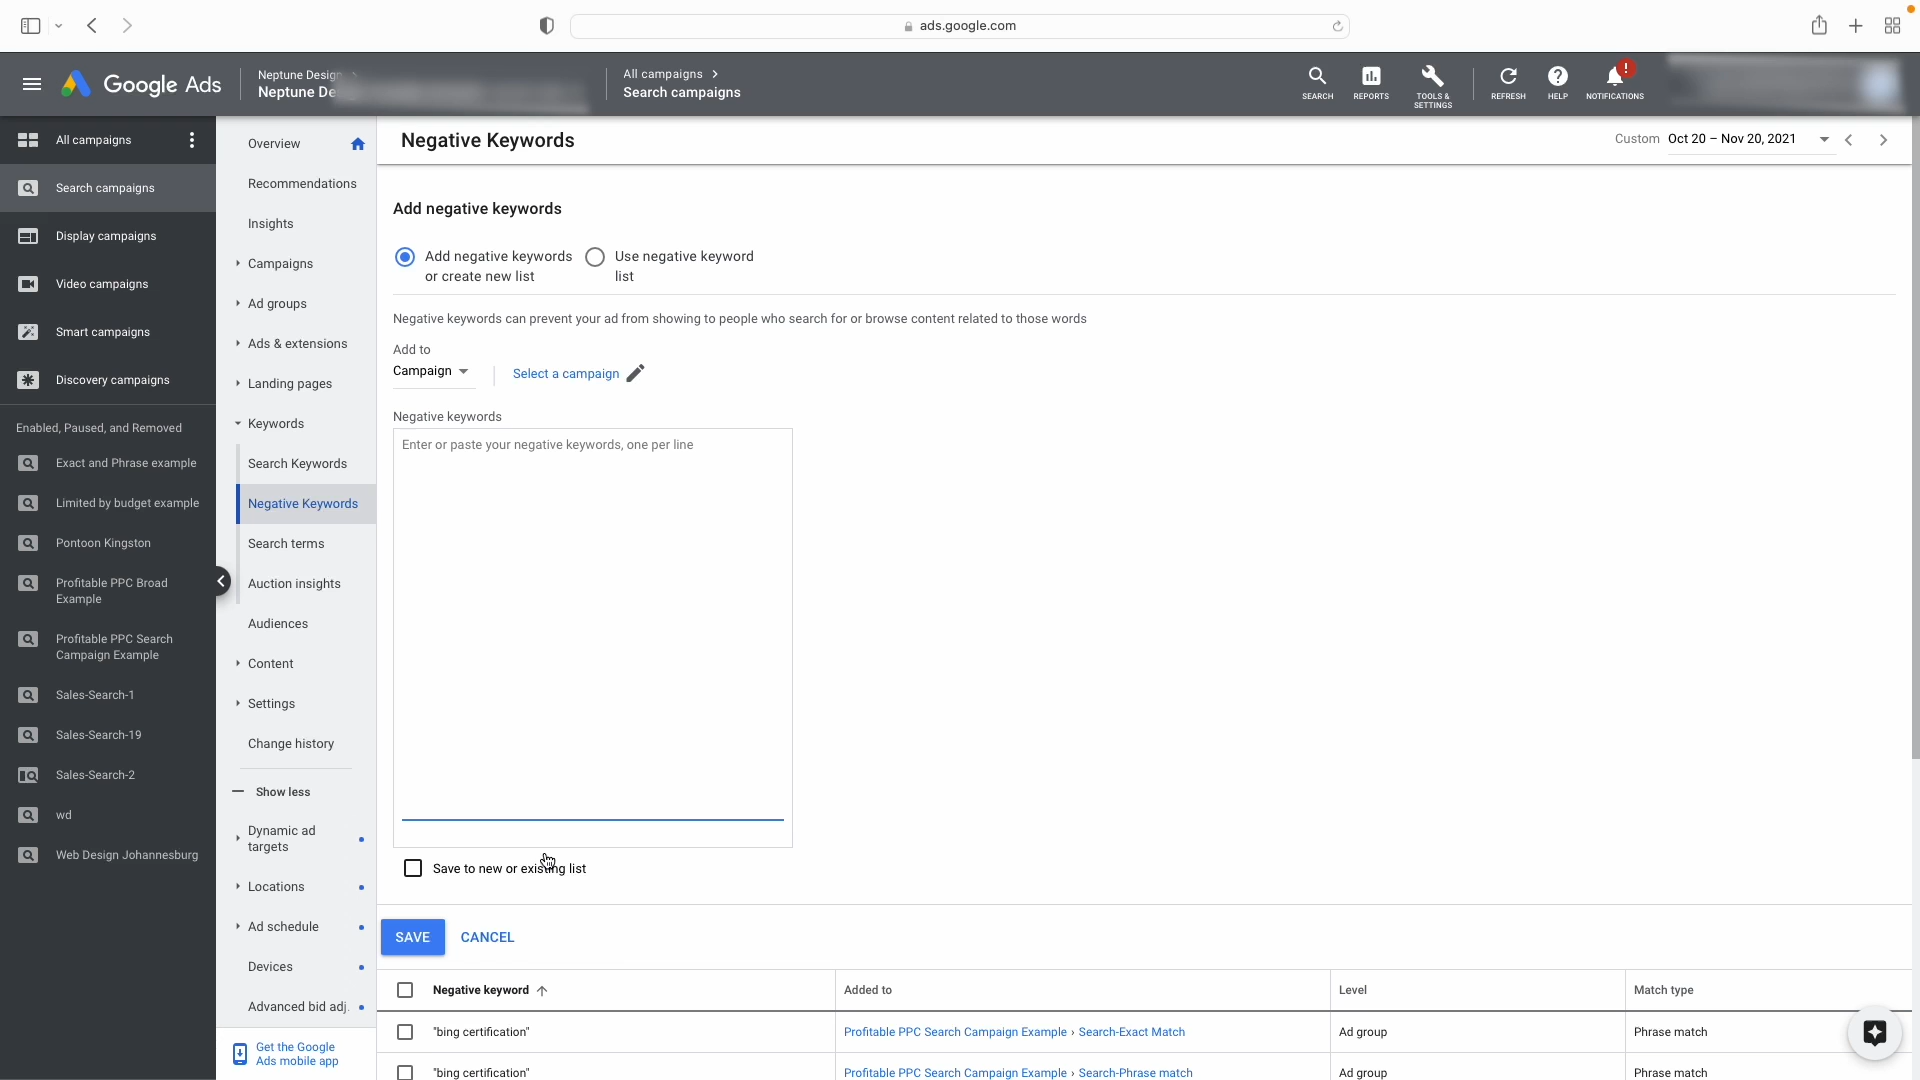 ads.google.com
Google Ads
Neptune Design
Neptune De
All campaigns
Search campaigns
SEARCH
REPORTS
TOOLS &
SETTINGS
REFRESH
HELP
!
NOTIFICATIONS
All campaigns
Search campaigns
Display campaigns
Video campaigns
Smart campaigns
Discovery campaigns
Enabled, Paused, and Removed
Exact and Phrase example
Limited by budget example
Pontoon Kingston
Profitable PPC Broad
Example
Profitable PPC Search
Campaign Example
Sales-Search-1
Sales-Search-19
Sales-Search-2
wd
Web Design Johannesburg
Overview
Recommendations
Insights
Campaigns
Ad groups
Ads & extensions
Landing pages
Keywords
Search Keywords
Negative Keywords
Search terms
Auction insights
Audiences
Content
Settings
Change history
Show less
Dynamic ad
targets
Locations
Ad schedule
Devices
Advanced bid adj.
Get the Google
Ads mobile app
Negative Keywords
Custom Oct 20 – Nov 20, 2021
Add negative keywords
Add negative keywords
or create new list
Use negative keyword
list
Negative keywords can prevent your ad from showing to people who search for or browse content related to those words
Add to
Campaign
Select a campaign
Negative keywords
Enter or paste your negative keywords, one per line
Save to new or existing list
SAVE
CANCEL
Negative keyword
Added to
Level
Match type
"bing certification"
Profitable PPC Search Campaign Example › Search-Exact Match
Ad group
Phrase match
"bing certification"
Profitable PPC Search Campaign Example › Search-Phrase match
Ad group
Phrase match